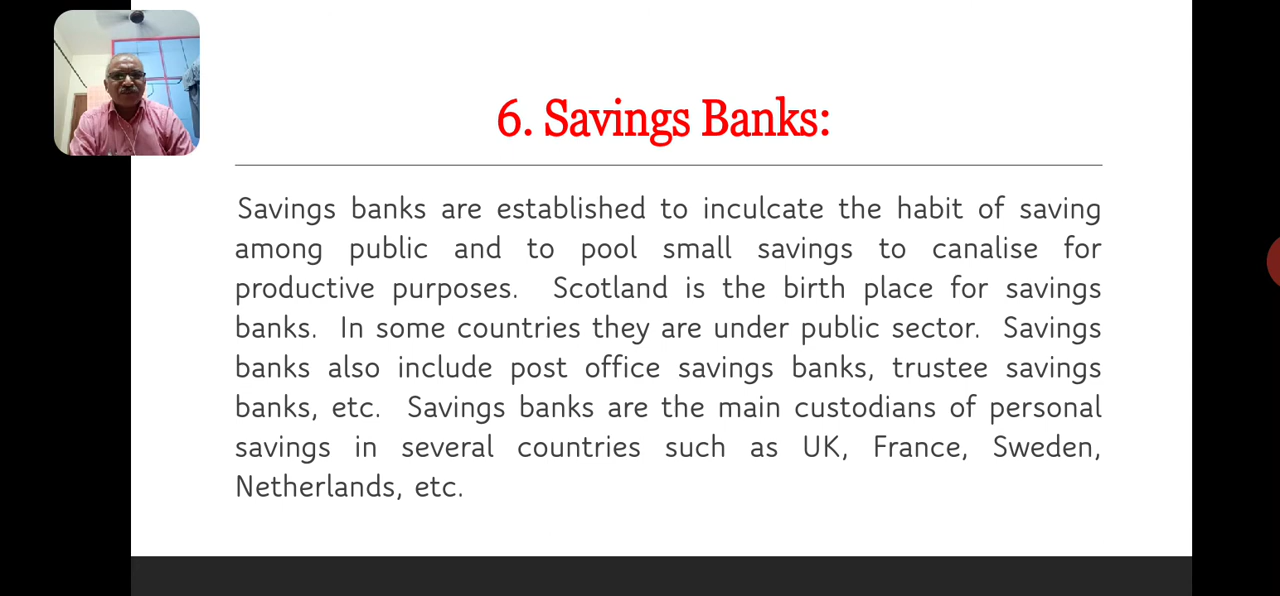 6. Savings Banks:
Savings banks are established to inculcate the habit of saving
among public and to pool small savings to canalise for
productive purposes. Scotland is the birth place for savings
banks. In some countries they are under public sector. Savings
banks also include post office savings banks, trustee savings
banks, etc. Savings banks are the main custodians of personal
savings in several countries such as UK, France, Sweden,
Netherlands, etc.